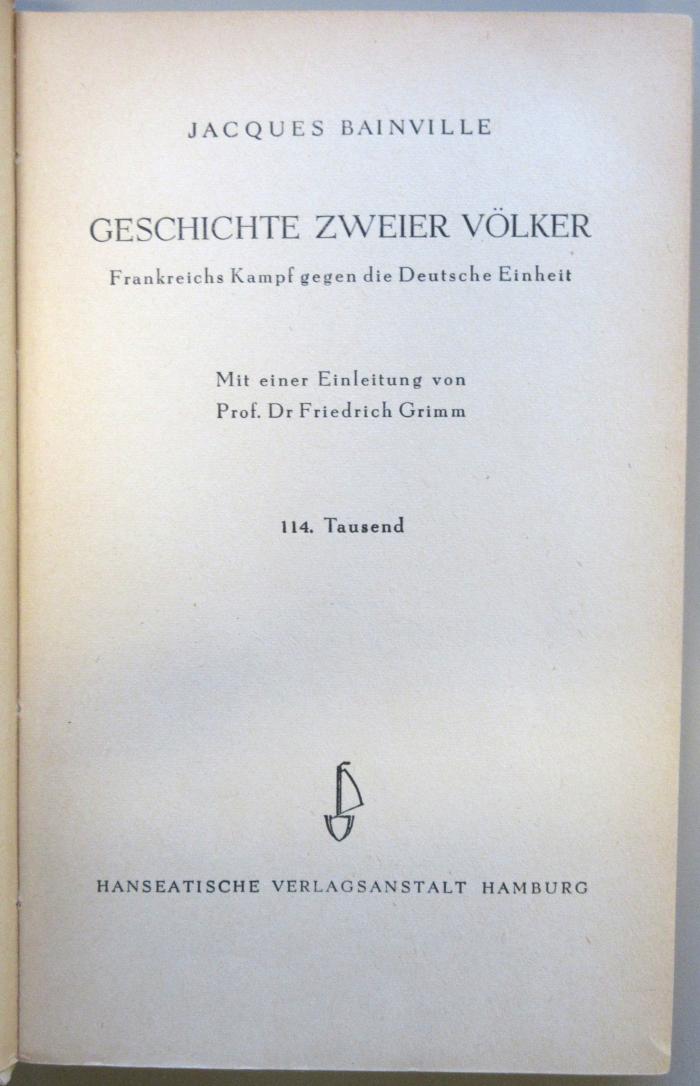 JACQUES BAINVILLE
GESCHICHTE ZWEIER VÖLKER
Frankreichs Kampf gegen die Deutsche Einheit
Mit einer Einleitung von
Prof. Dr Friedrich Grimm
114. Tausend
HANSEATISCHE VERLAGSANSTALT HAMBURG